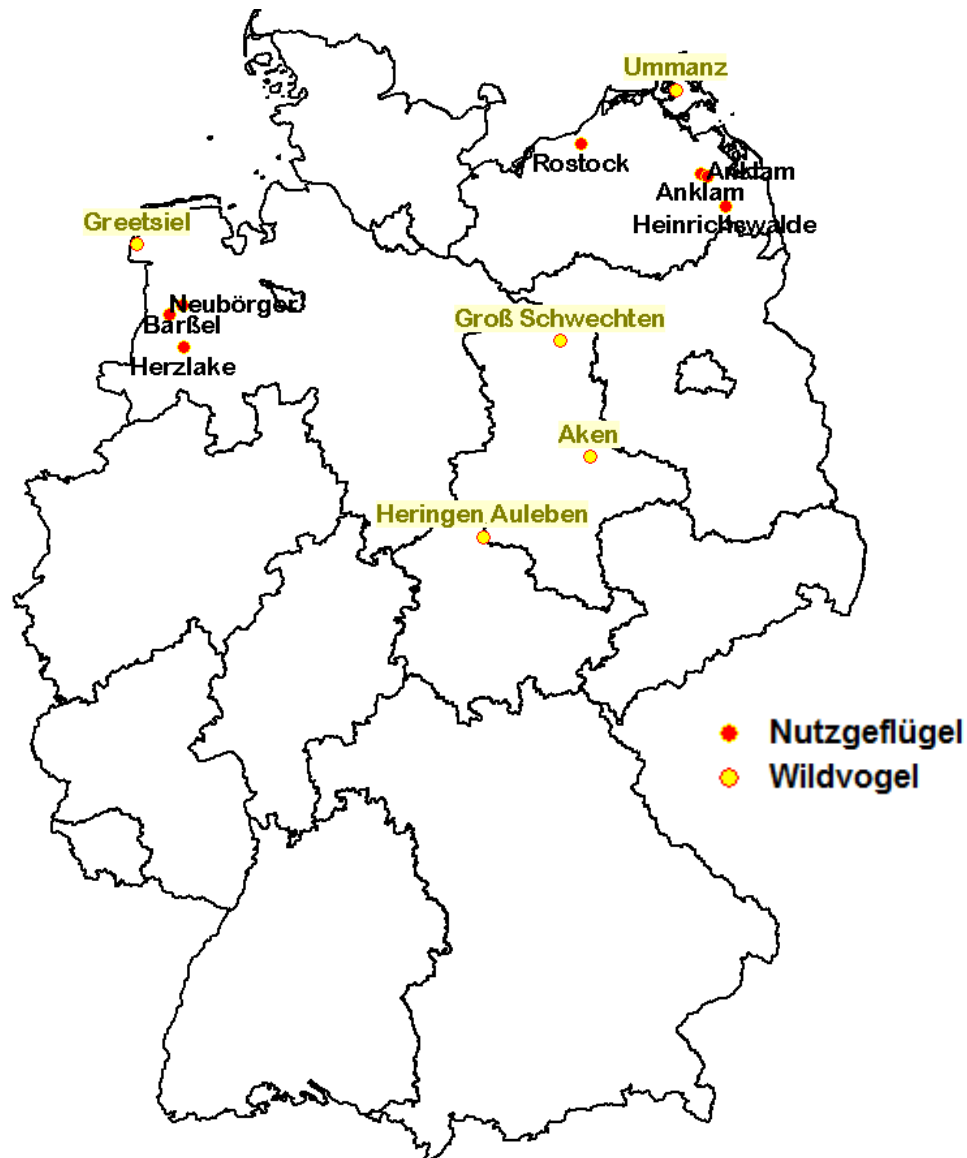 Ummanz
Rostock
Anklam
Anklam
Heinrichswalde
Greetsiel
Neubörger
Barßel
Herzlake
Groß Schwechten
Aken
Heringen Auleben
Nutzgeflügel
Wildvogel